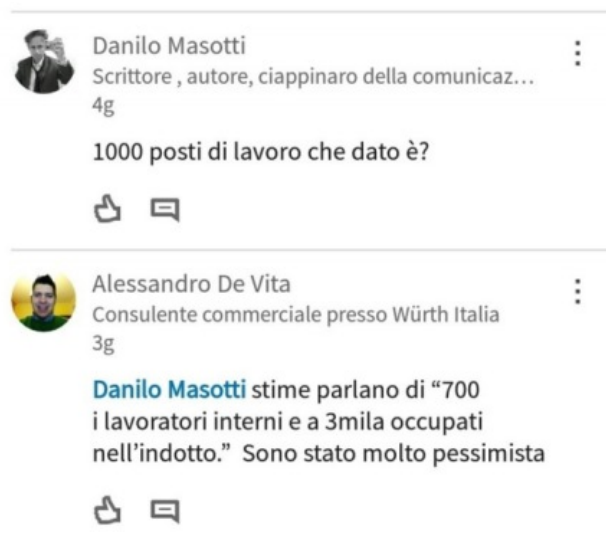 Danilo Masotti
Scrittore , autore, ciappinaro della comunicaz...
4g
1000 posti di lavoro che dato è?
Alessandro De Vita
Consulente commerciale presso Würth Italia
3g
Danilo Masotti stime parlano di “700
i lavoratori interni e a 3mila occupati
nell’indotto.” Sono stato molto pessimista